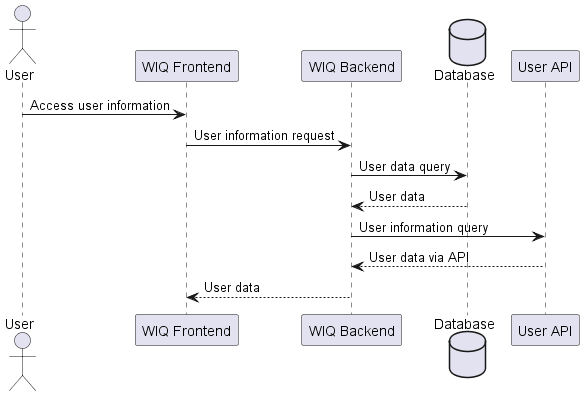 User
WIQ Frontend
WIQ Backend
Database
User API
Access user information
User information request
User data query
User data
User information query
User data via API
User data
User
WIQ Frontend
WIQ Backend
Database
User API